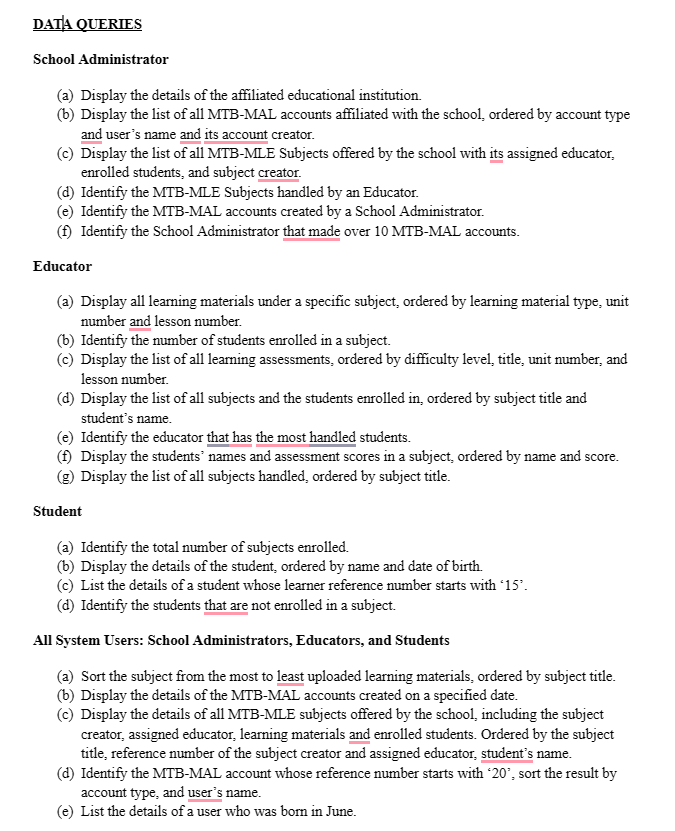 DATA QUERIES
School Administrator
(a) Display the details of the affiliated educational institution.
(b) Display the list of all MTB-MAL accounts affiliated with the school, ordered by account type
and user’s name and its account creator.
(c) Display the list of all MTB-MLE Subjects offered by the school with its assigned educator,
enrolled students, and subject creator.
(d) Identify the MTB-MLE Subjects handled by an Educator.
(e) Identify the MTB-MAL accounts created by a School Administrator.
(f) Identify the School Administrator that made over 10 MTB-MAL accounts.
Educator
(a) Display all learning materials under a specific subject, ordered by learning material type, unit
number and lesson number.
(b) Identify the number of students enrolled in a subject.
(c) Display the list of all learning assessments, ordered by difficulty level, title, unit number, and
lesson number.
(d) Display the list of all subjects and the students enrolled in, ordered by subject title and
student’s name.
(e) Identify the educator that has the most handled students.
(f) Display the students’ names and assessment scores in a subject, ordered by name and score.
(g) Display the list of all subjects handled, ordered by subject title.
Student
(a) Identify the total number of subjects enrolled.
(b) Display the details of the student, ordered by name and date of birth.
(c) List the details of a student whose learner reference number starts with ‘15’.
(d) Identify the students that are not enrolled in a subject.
All System Users: School Administrators, Educators, and Students
(a) Sort the subject from the most to least uploaded learning materials, ordered by subject title.
(b) Display the details of the MTB-MAL accounts created on a specified date.
(c) Display the details of all MTB-MLE subjects offered by the school, including the subject
creator, assigned educator, learning materials and enrolled students. Ordered by the subject
title, reference number of the subject creator and assigned educator, student’s name.
(d) Identify the MTB-MAL account whose reference number starts with ‘20’, sort the result by
account type, and user’s name.
(e) List the details of a user who was born in June.